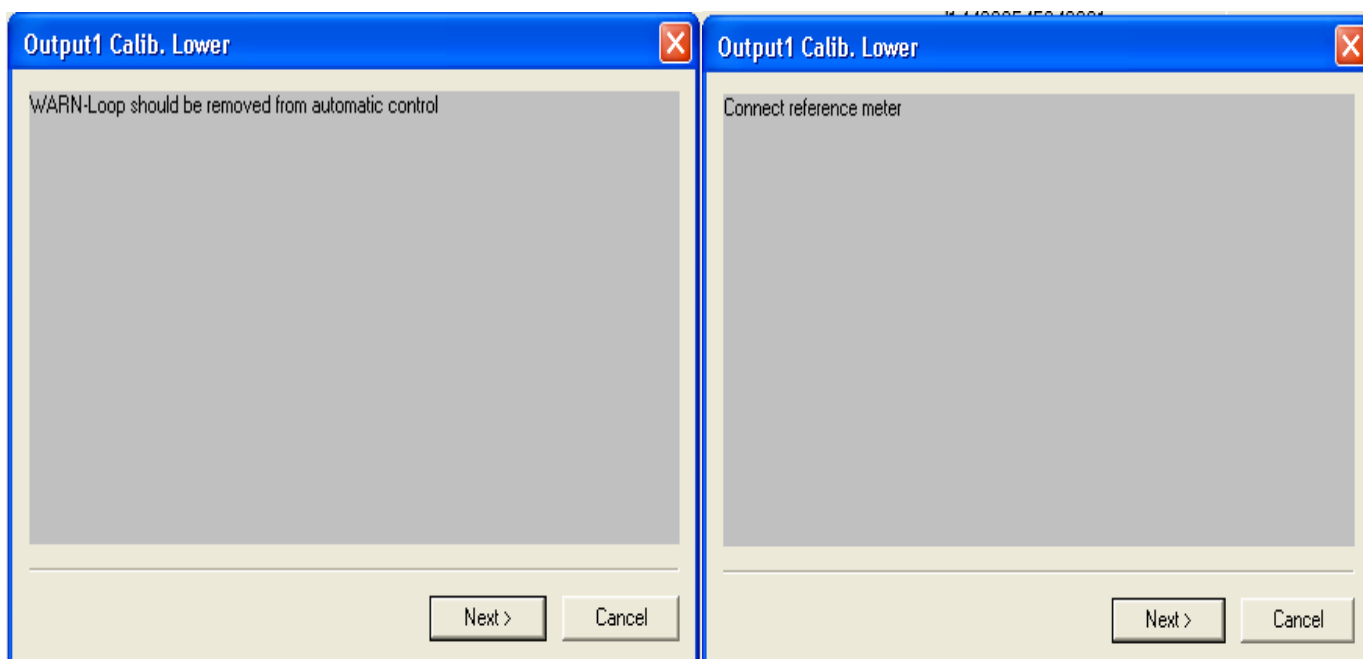 Output1 Calib. Lower
WARN-Loop should be removed from automatic control
Next >
Cancel
Output1 Calib. Lower
Connect reference meter
Next >
Cancel